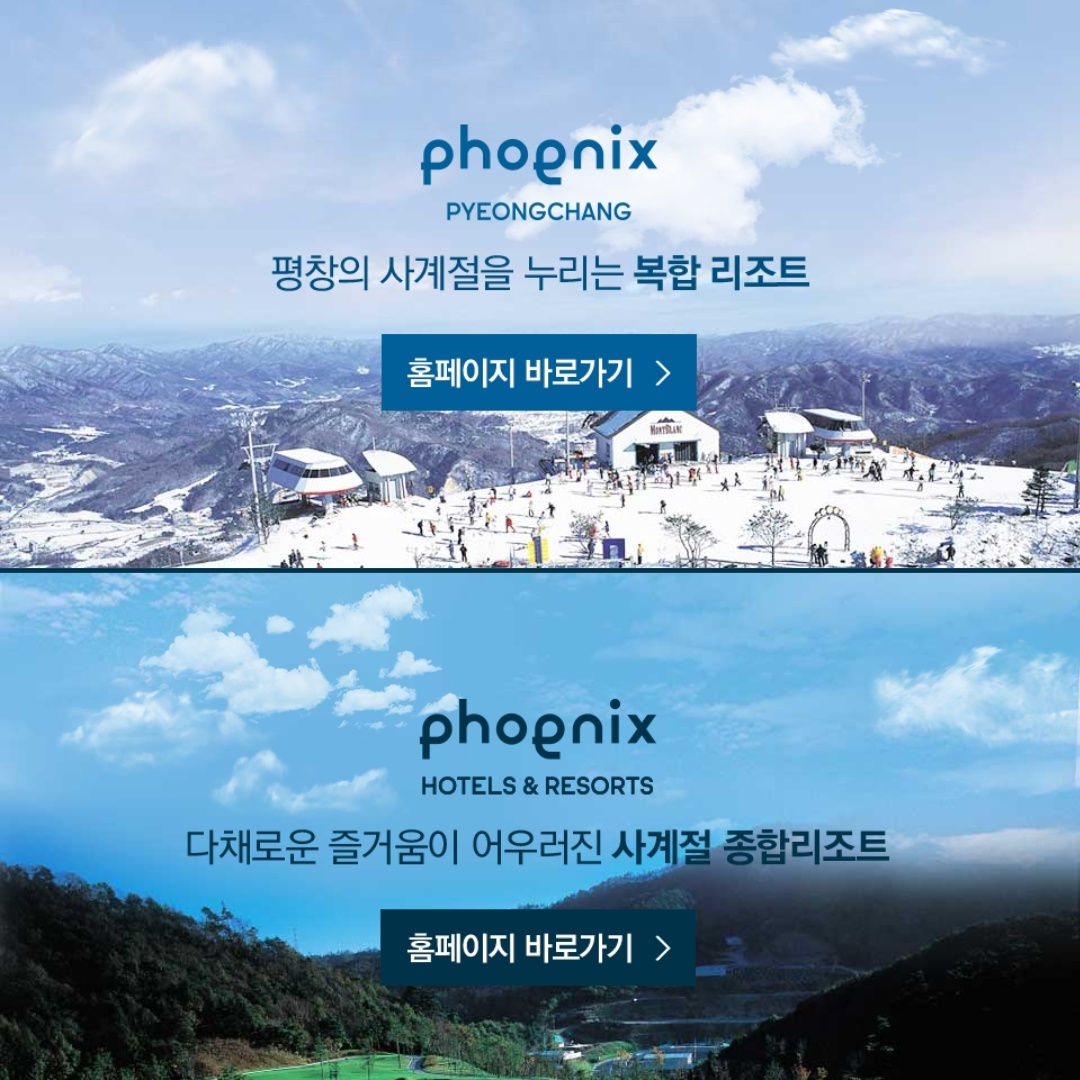 phoenix
PYEONGCHANG
평창의 사계절을 누리는 복합 리조트
홈페이지 바로가기 >
MONTBLANC
phoenix
HOTELS & RESORTS
다채로운 즐거움이 어우러진 사계절 종합리조트
홈페이지 바로가기 >